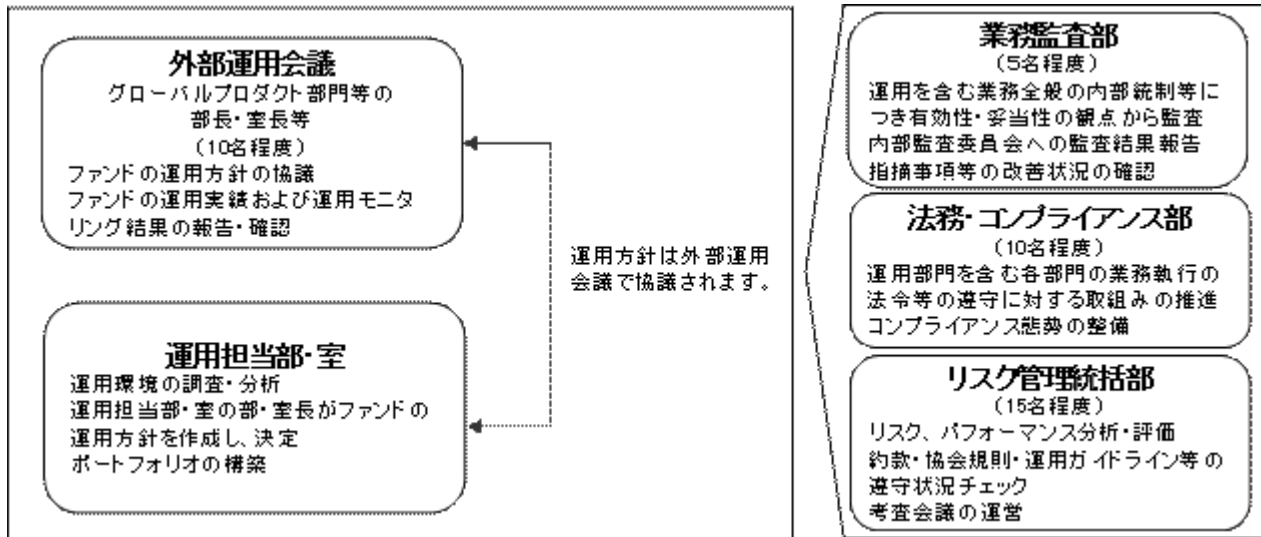 外部運用会議
グローバルプロダクト部門等の
部長・室長等
(10名程度)
ファンドの運用方針の協議
ファンドの運用実績および運用モニタ
リング結果の報告・確認
運用方針は外部運用
会議で協議されます。
運用担当部・室
運用環境の調査・分析
運用担当部・室の部・室長がファンドの
運用方針を作成し、決定
ポートフォリオの構築
業務監査部
(5名程度)
運用を含む業務全般の内部統制等に
つき有効性・妥当性の観点から監査
内部監査委員会への監査結果報告
指摘事項等の改善状況の確認
法務・コンプライアンス部
(10名程度)
運用部門を含む各部門の業務執行の
法令等の遵守に対する取組みの推進
コンプライアンス態勢の整備
リスク管理統括部
(15名程度)
リスク、パフォーマンス分析・評価
約款・協会規則・運用ガイドライン等の
遵守状況チェック
考査会議の運営